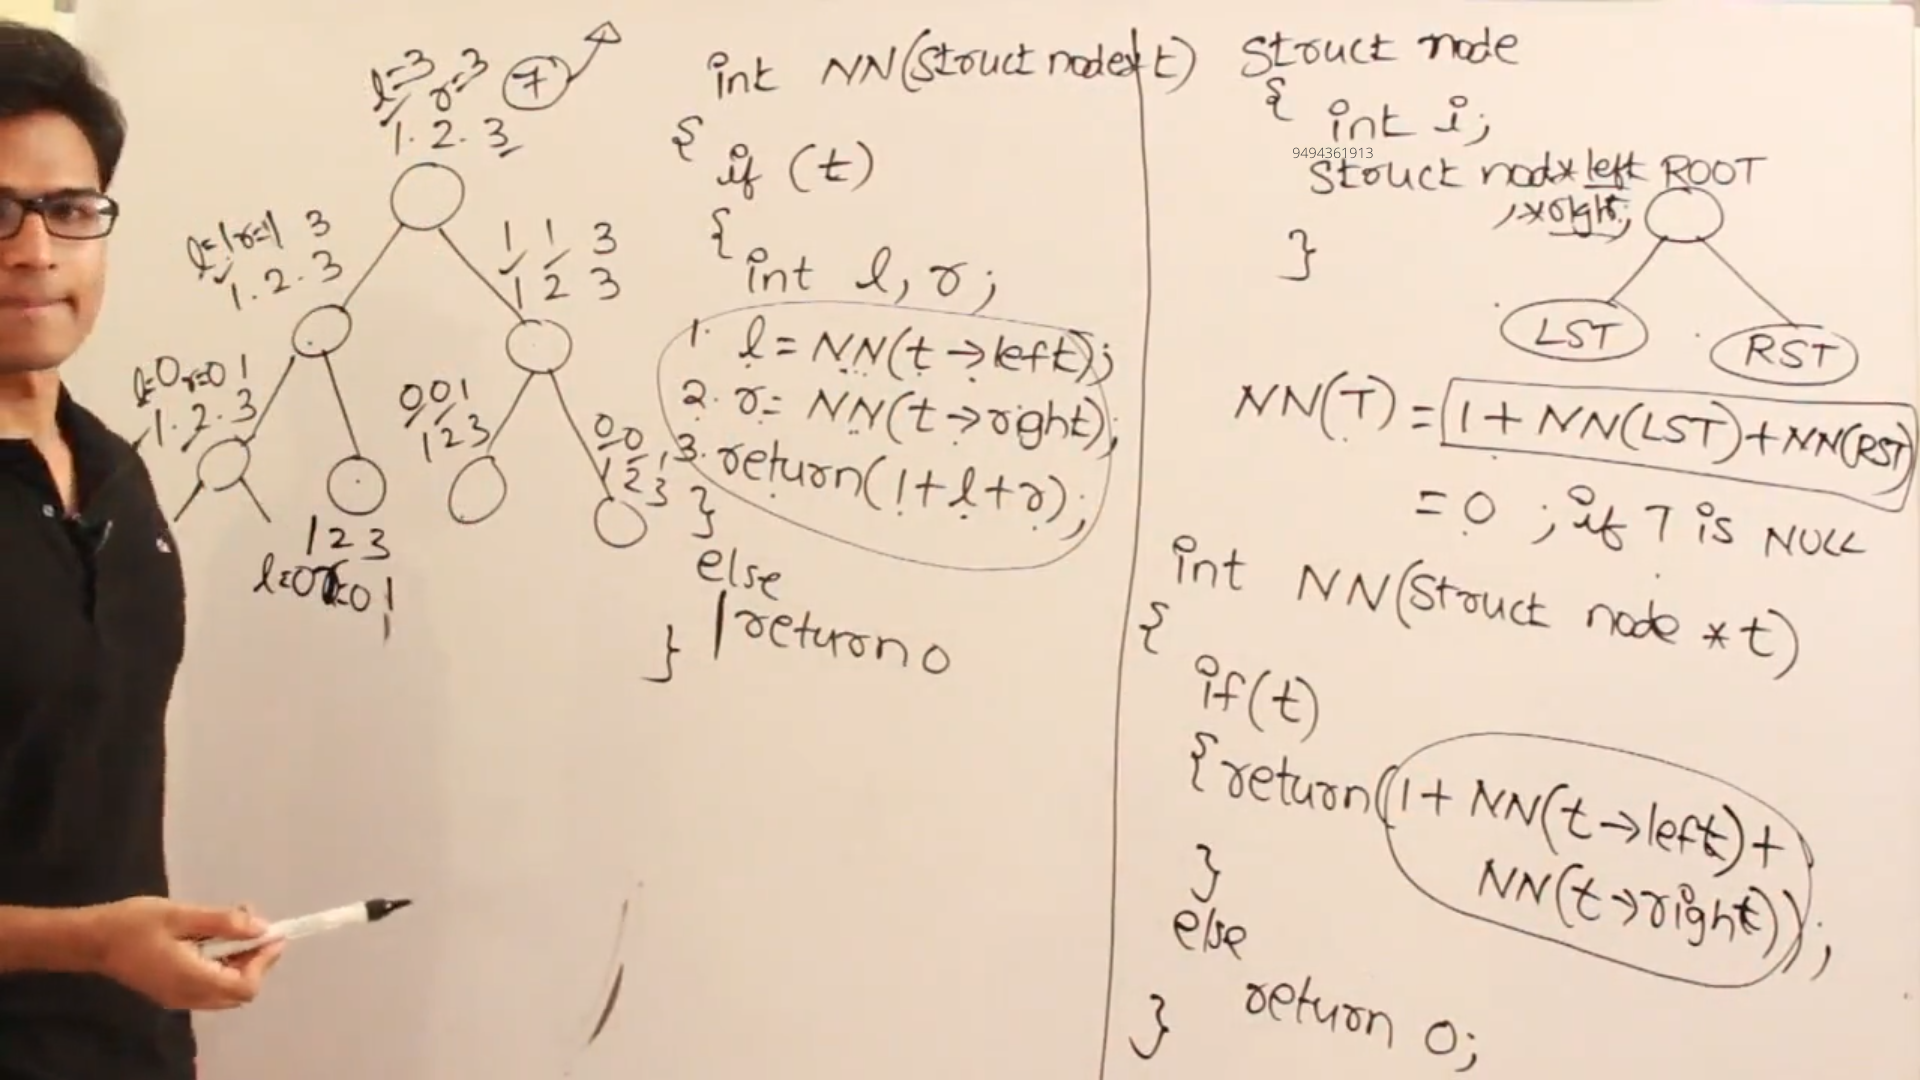 l=3 r=3 7
1. 2. 3
l=1 r=1 3
1. 2. 3
1 1 3
1 2 3
l=0 r=0 1
1. 2. 3
0 0 1
1 2 3
0 0 1
1 2 3
1 2 3
l=0 r=0 1
int NN(Struct node* t)
{
if (t)
{
int l, r;
1. l = NN(t→left);
2. r = NN(t→right);
3. return(1+l+r);
}
else
return 0
}
Struct node
{
int i;
9494361913
Struct nod* left
, *right;
}
ROOT
LST
RST
NN(T) = 1 + NN(LST) + NN(RST)
= 0 ; if T is NULL
int NN(Struct node * t)
{
if(t)
{ return(1 + NN(t→left) +
NN(t→right));
}
else
return 0;
}